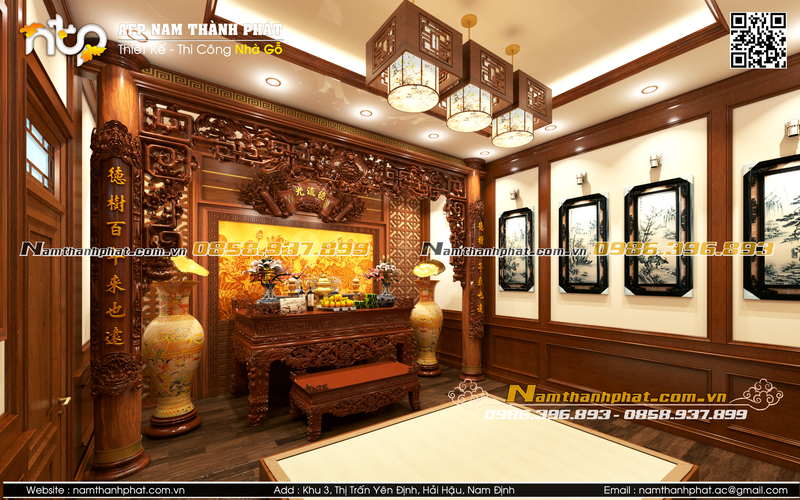 ntp
ACP NAM THÀNH PHÁT
Thiết Kế - Thi Công Nhà Gỗ
德樹百年來也遠
光流德
Namthanhphat.com.vn 0858.937.899
Namthanhphat.com.vn 0986.396.893
Namthanhphat.com.vn
0986.396.893 - 0858.937.899
Website : namthanhphat.com.vn Add : Khu 3, Thị Trấn Yên Định, Hải Hậu, Nam Định Email : namthanhphat.ac@gmail.com